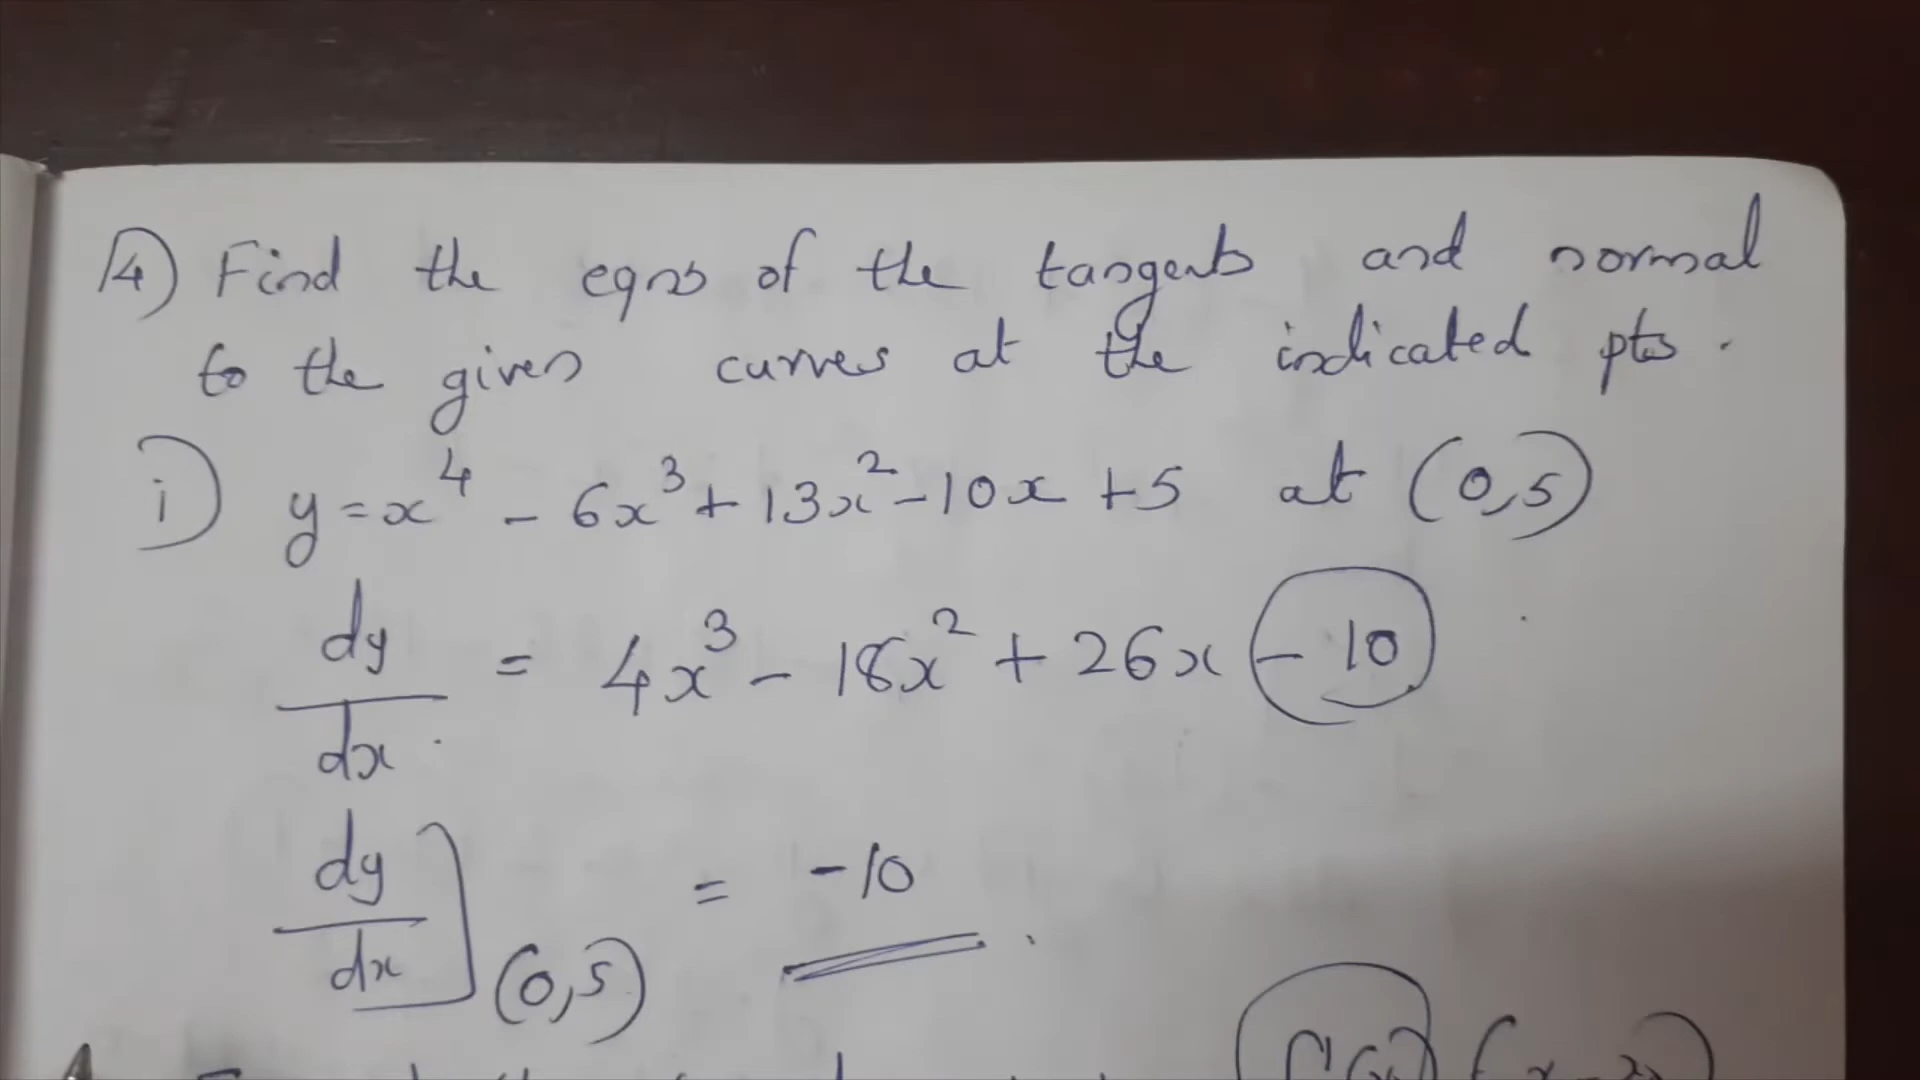 14) Find the eqns of the tangents and normal
to the given curves at the indicated pts.
i) y = x⁴ - 6x³ + 13x² - 10x + 5 at (0,5)
dy/dx = 4x³ - 18x² + 26x - 10
dy/dx](0,5) = -10